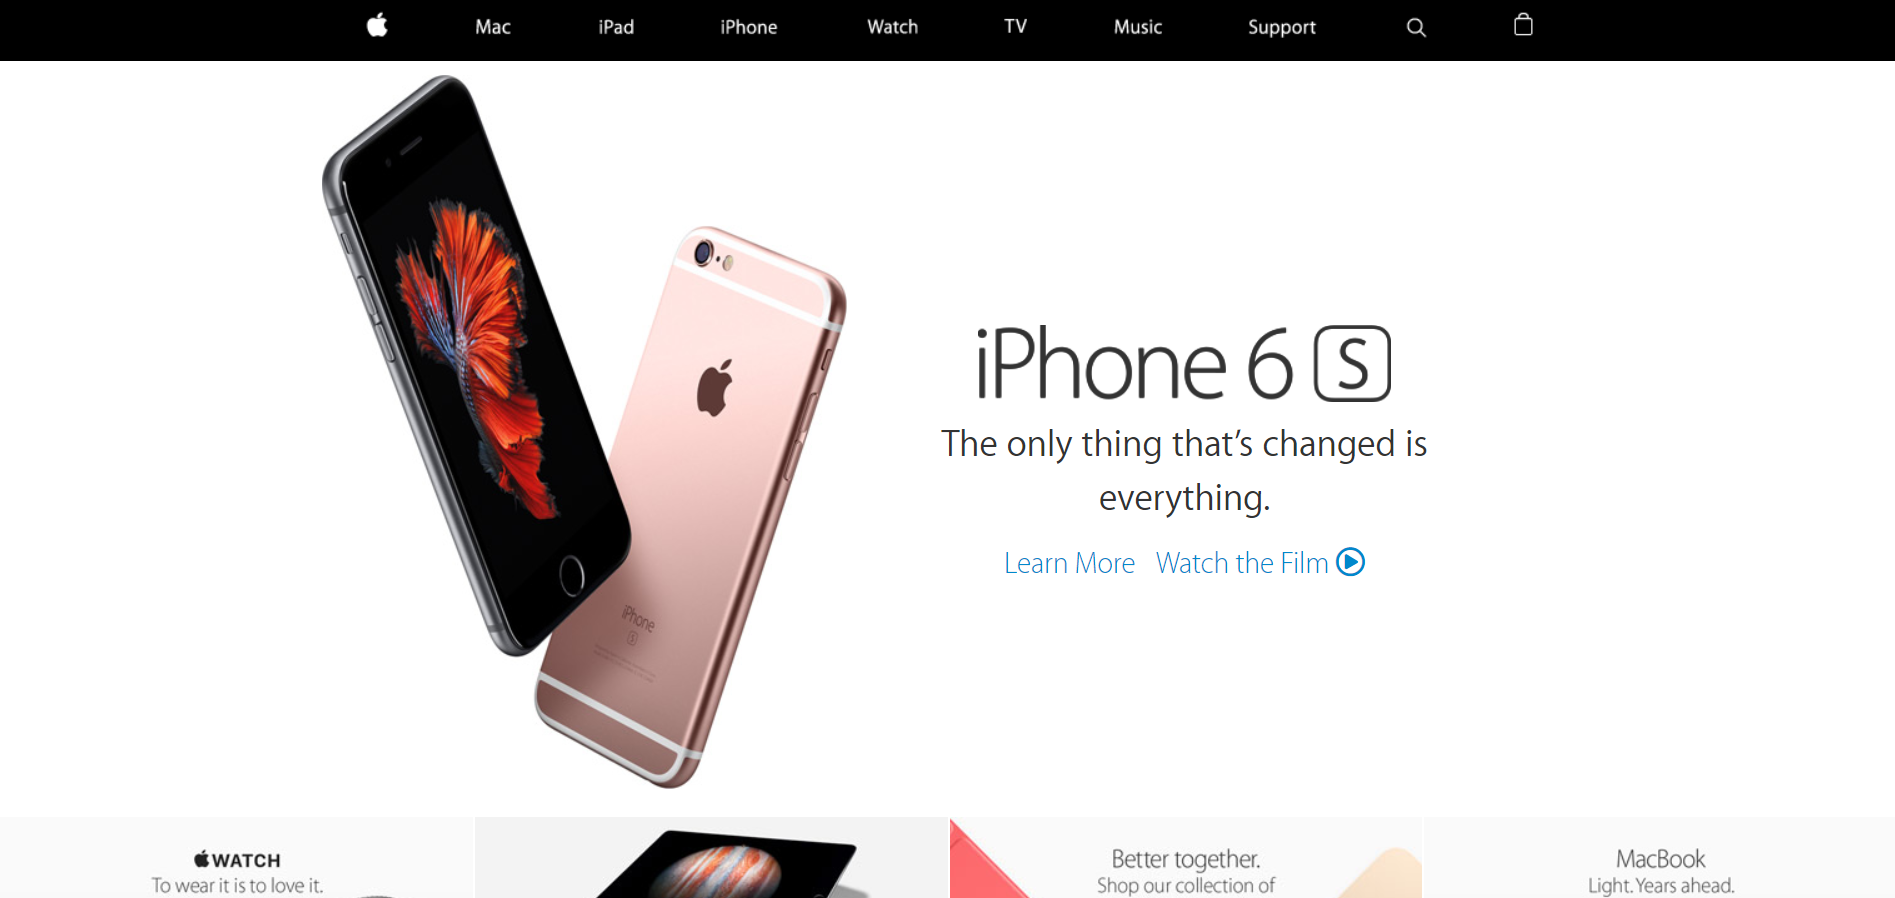 Mac iPad iPhone Watch TV Music Support
iPhone 6 S
The only thing that’s changed is
everything.
Learn More Watch the Film
iPhone
S
WATCH
To wear it is to love it.
Better together.
Shop our collection of
MacBook
Light. Years ahead.